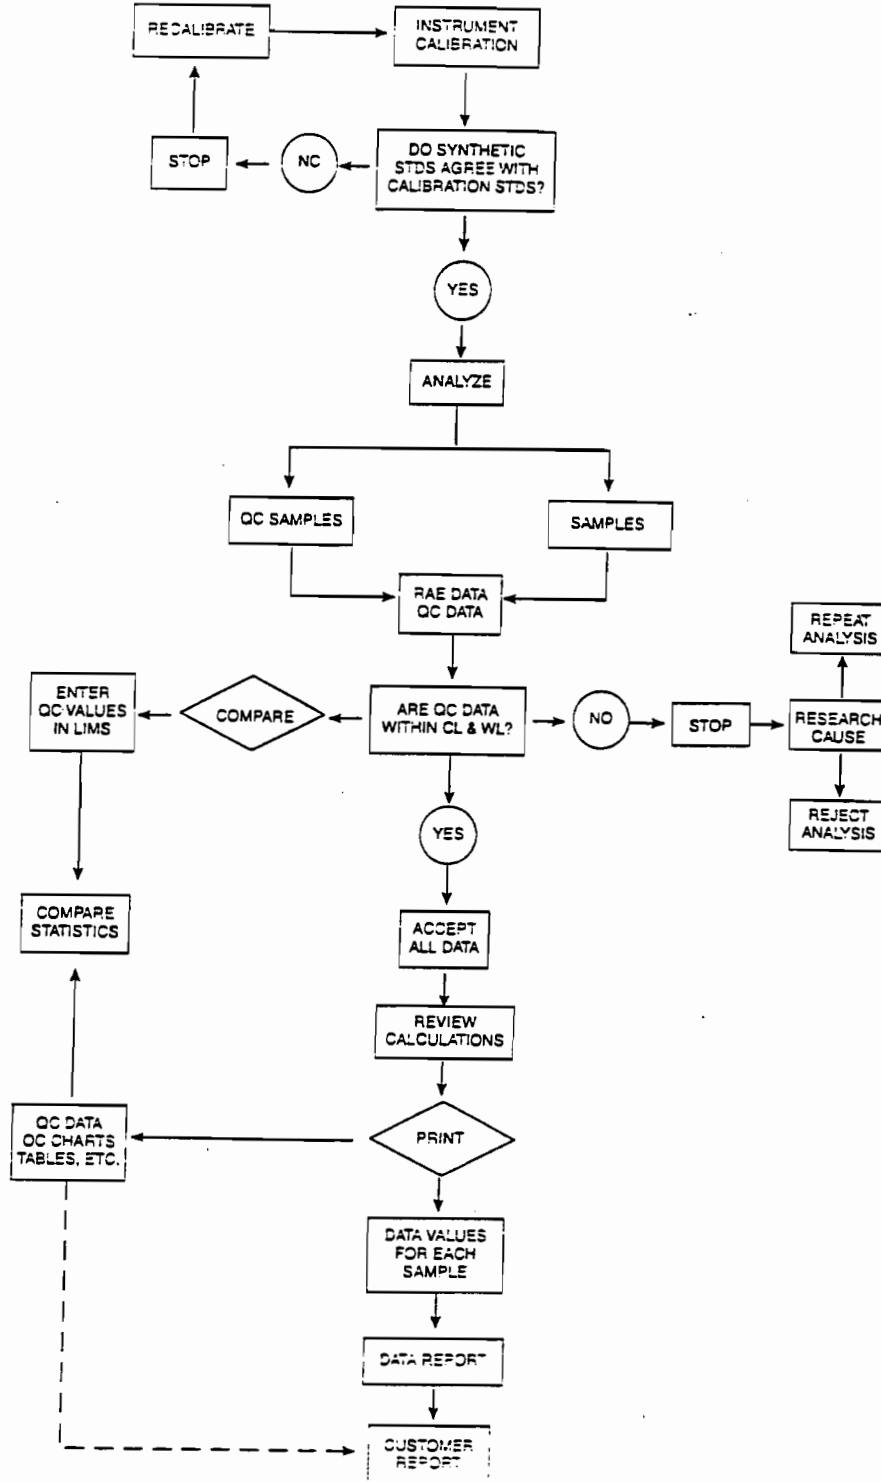 RECALIBRATE
INSTRUMENT
CALIBRATION
STOP
NC
DO SYNTHETIC
STDS AGREE WITH
CALIBRATION STDS?
YES
ANALYZE
QC SAMPLES
SAMPLES
RAE DATA
QC DATA
REPEAT
ANALYSIS
ENTER
QC VALUES
IN LIMS
COMPARE
ARE QC DATA
WITHIN CL & WL?
NO
STOP
RESEARCH
CAUSE
YES
REJECT
ANALYSIS
COMPARE
STATISTICS
ACCEPT
ALL DATA
REVIEW
CALCULATIONS
QC DATA
QC CHARTS
TABLES, ETC.
PRINT
DATA VALUES
FOR EACH
SAMPLE
DATA REPORT
CUSTOMER
REPORT